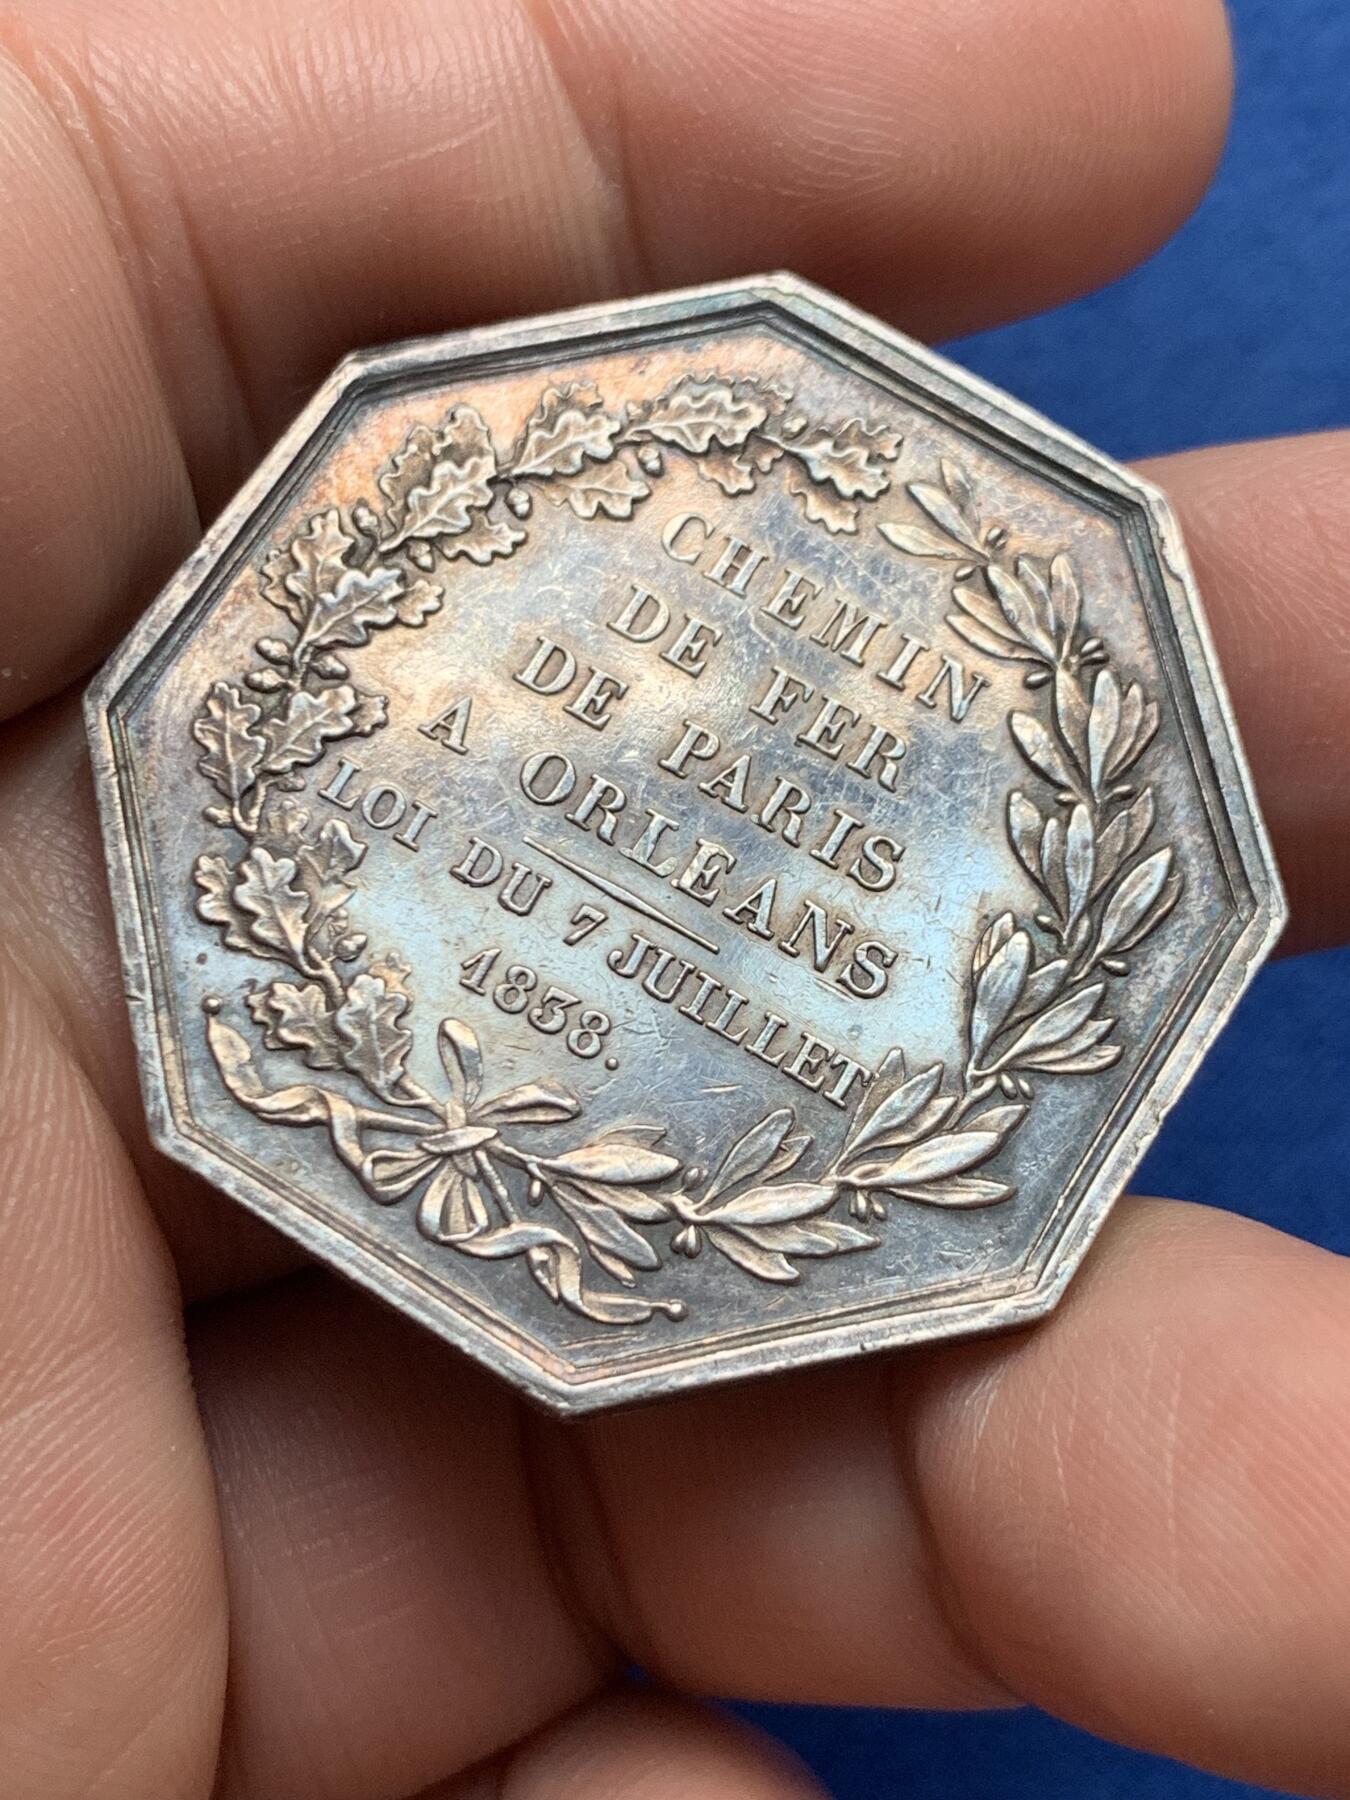 CHEMIN
DE FER
DE PARIS
A ORLEANS
LOI DU 7 JUILLET
1838.